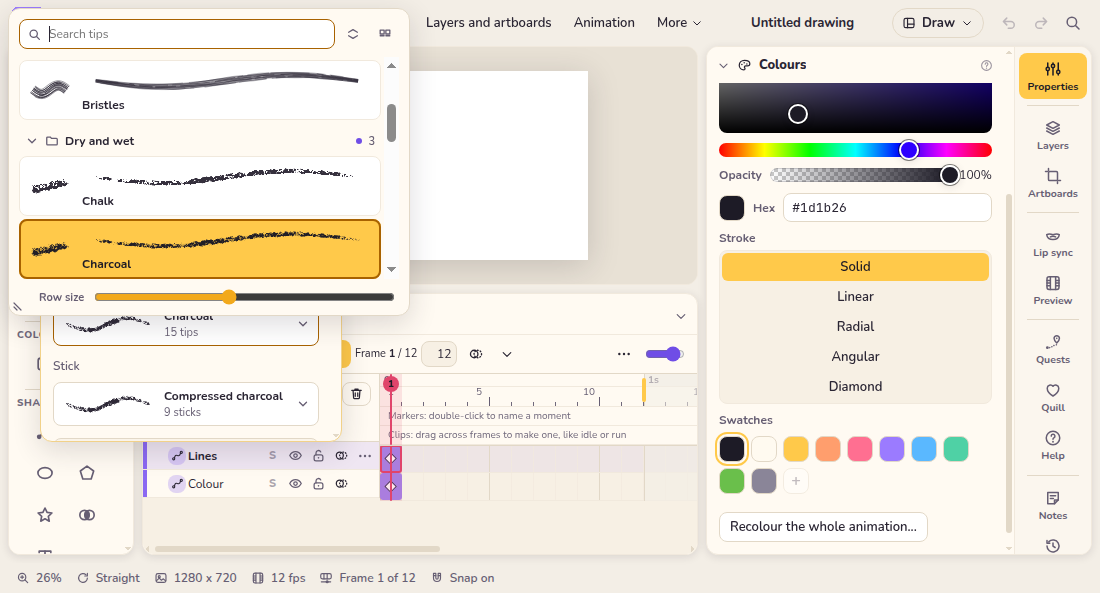 Layers and artboards
Animation
More
Untitled drawing
Draw
Search tips
Bristles
Dry and wet
3
Chalk
Charcoal
Row size
Charcoal
15 tips
Stick
Compressed charcoal
9 sticks
Frame 1 / 12
12
1
5
10
1s
Markers: double-click to name a moment
Clips: drag across frames to make one, like idle or run
Lines
S
Colour
S
Colours
Opacity
100%
Hex
#1d1b26
Stroke
Solid
Linear
Radial
Angular
Diamond
Swatches
Recolour the whole animation...
Properties
Layers
Artboards
Lip sync
Preview
Quests
Quill
Help
Notes
26%
Straight
1280 x 720
12 fps
Frame 1 of 12
Snap on